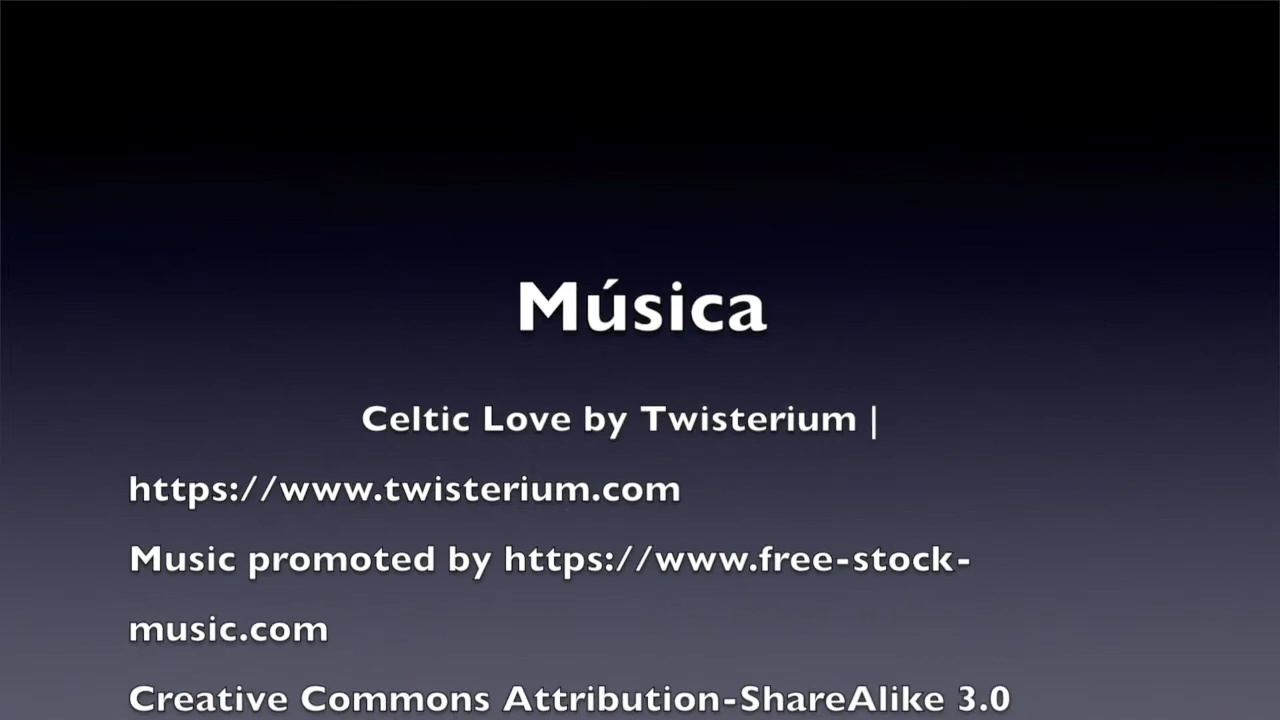 Música
Celtic Love by Twisterium |
https://www.twisterium.com
Music promoted by https://www.free-stock-
music.com
Creative Commons Attribution-ShareAlike 3.0